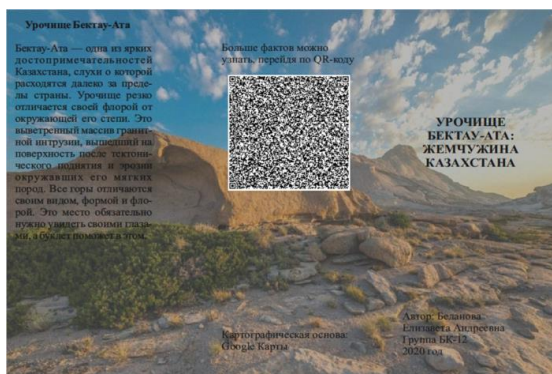 Урочище Бектау-Ата
Бектау-Ата — одна из ярких
достопримечательностей
Казахстана, слухи о которой
расходятся далеко за преде-
лы страны. Урочище резко
отличается своей флорой от
окружающей его степи. Это
выветренный массив гранит-
ной интрузии, вышедший на
поверхность после тектони-
ческого поднятия и эрозии
окружавших его мягких
пород. Все горы отличаются
своим видом, формой и фло-
рой. Это место обязательно
нужно увидеть своими глаза-
ми, а буклет поможет в этом.
Больше фактов можно
узнать, перейдя по QR-коду
Картографическая основа:
Google Карты
УРОЧИЩЕ
БЕКТАУ-АТА:
ЖЕМЧУЖИНА
КАЗАХСТАНА
Автор: Беланова
Елизавета Андреевна
Группа БК-12
2020 год